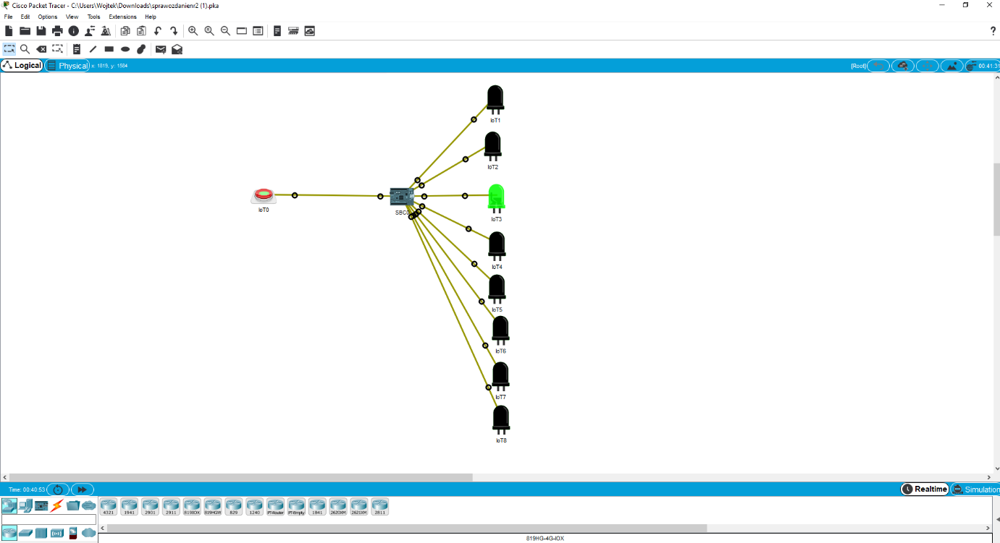 Cisco Packet Tracer - C:\Users\Wojtek\Downloads\sprawozdanienr2 (1).pka
File Edit Options View Tools Extensions Help
?
Logical Physical x: 1819, y: 1584 [Root] 00:41:31
IoT1
IoT2
IoT0
SBC0
IoT3
IoT4
IoT5
IoT6
IoT7
IoT8
Time: 00:40:53 Realtime Simulation
4321 1941 2901 2911 819IOX 819HGW 829 1240 PT-Router PT-Empty 1841 2620XM 2621XM 2811
819HG-4G-IOX